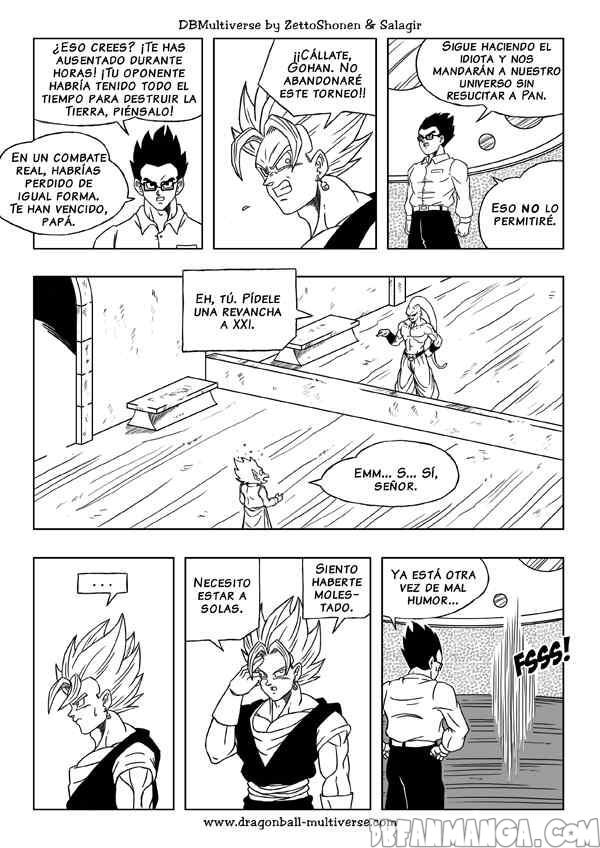 DBMultiverse by ZettoShonen & Salagir
¿Eso crees? ¡Te has
ausentado durante
horas! ¡Tu oponente
habría tenido todo el
tiempo para destruir la
Tierra, piénsalo!
En un combate
real, habrías
perdido de
igual forma.
Te han vencido,
papá.
¡¡Cállate,
Gohan. No
abandonaré
este torneo!!
Sigue haciendo el
idiota y nos
mandarán a nuestro
universo sin
resucitar a Pan.
Eso no lo
permitiré.
Eh, tú. Pídele
una revancha
a XXI.
Emm... S... Sí,
señor.
...
Necesito
estar a
solas.
Siento
haberte
moles-
tado.
Ya está otra
vez de mal
humor...
FSSS!
www.dragonball-multiverse.com
DBFANMANGA.COM